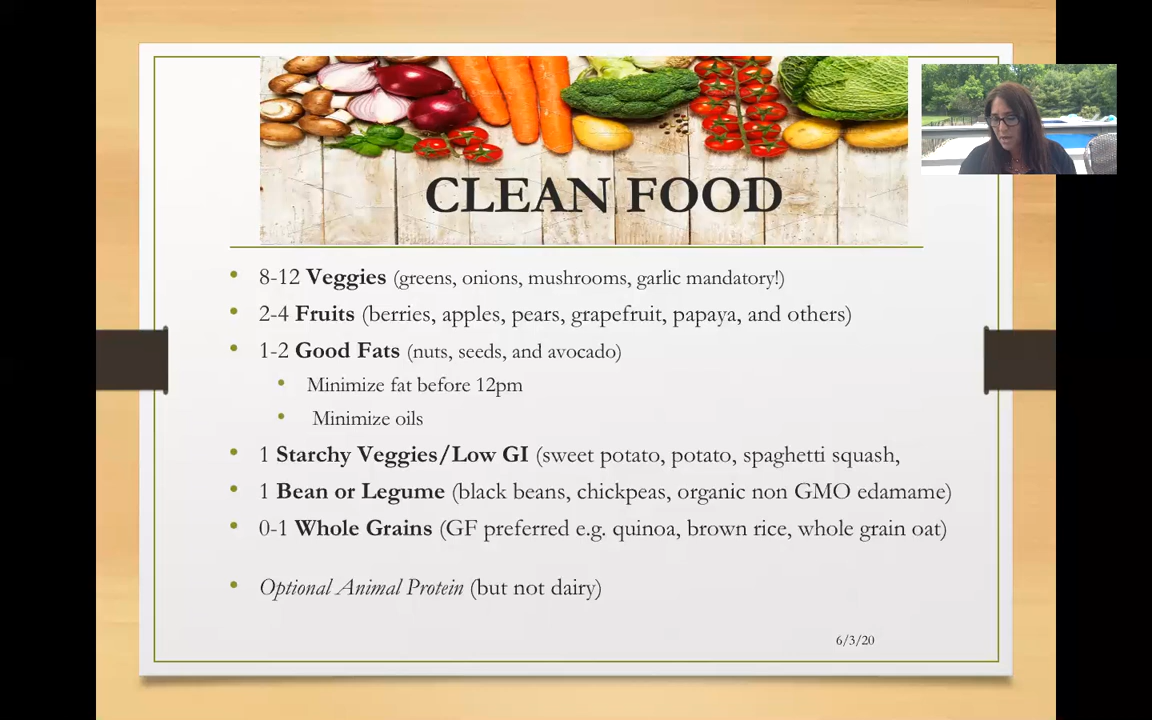 CLEAN FOOD
• 8-12 Veggies (greens, onions, mushrooms, garlic mandatory!)
• 2-4 Fruits (berries, apples, pears, grapefruit, papaya, and others)
• 1-2 Good Fats (nuts, seeds, and avocado)
• Minimize fat before 12pm
• Minimize oils
• 1 Starchy Veggies/Low GI (sweet potato, potato, spaghetti squash,
• 1 Bean or Legume (black beans, chickpeas, organic non GMO edamame)
• 0-1 Whole Grains (GF preferred e.g. quinoa, brown rice, whole grain oat)
• Optional Animal Protein (but not dairy)
6/3/20